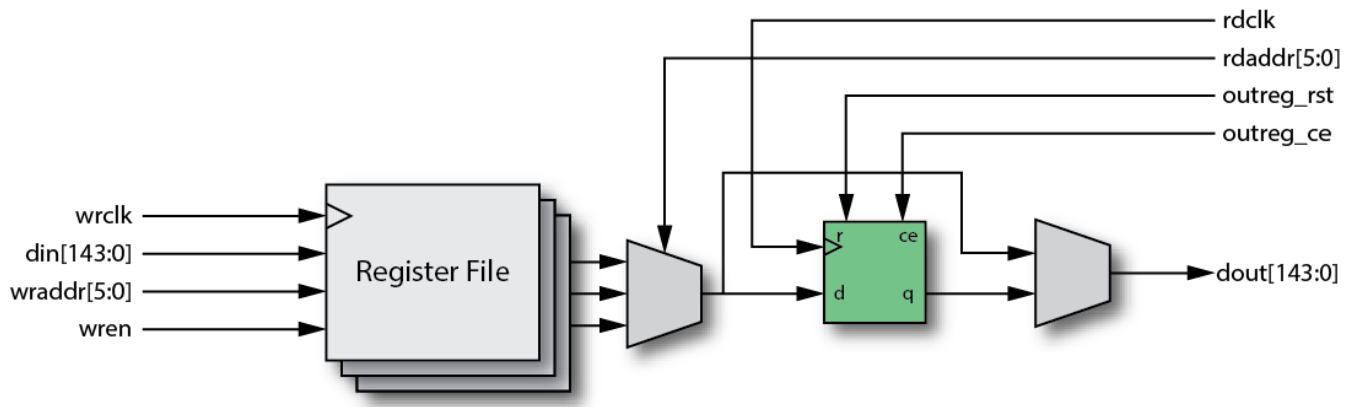 rdclk
rdaddr[5:0]
outreg_rst
outreg_ce
wrclk
din[143:0]
wraddr[5:0]
wren
Register File
r
ce
d
q
dout[143:0]